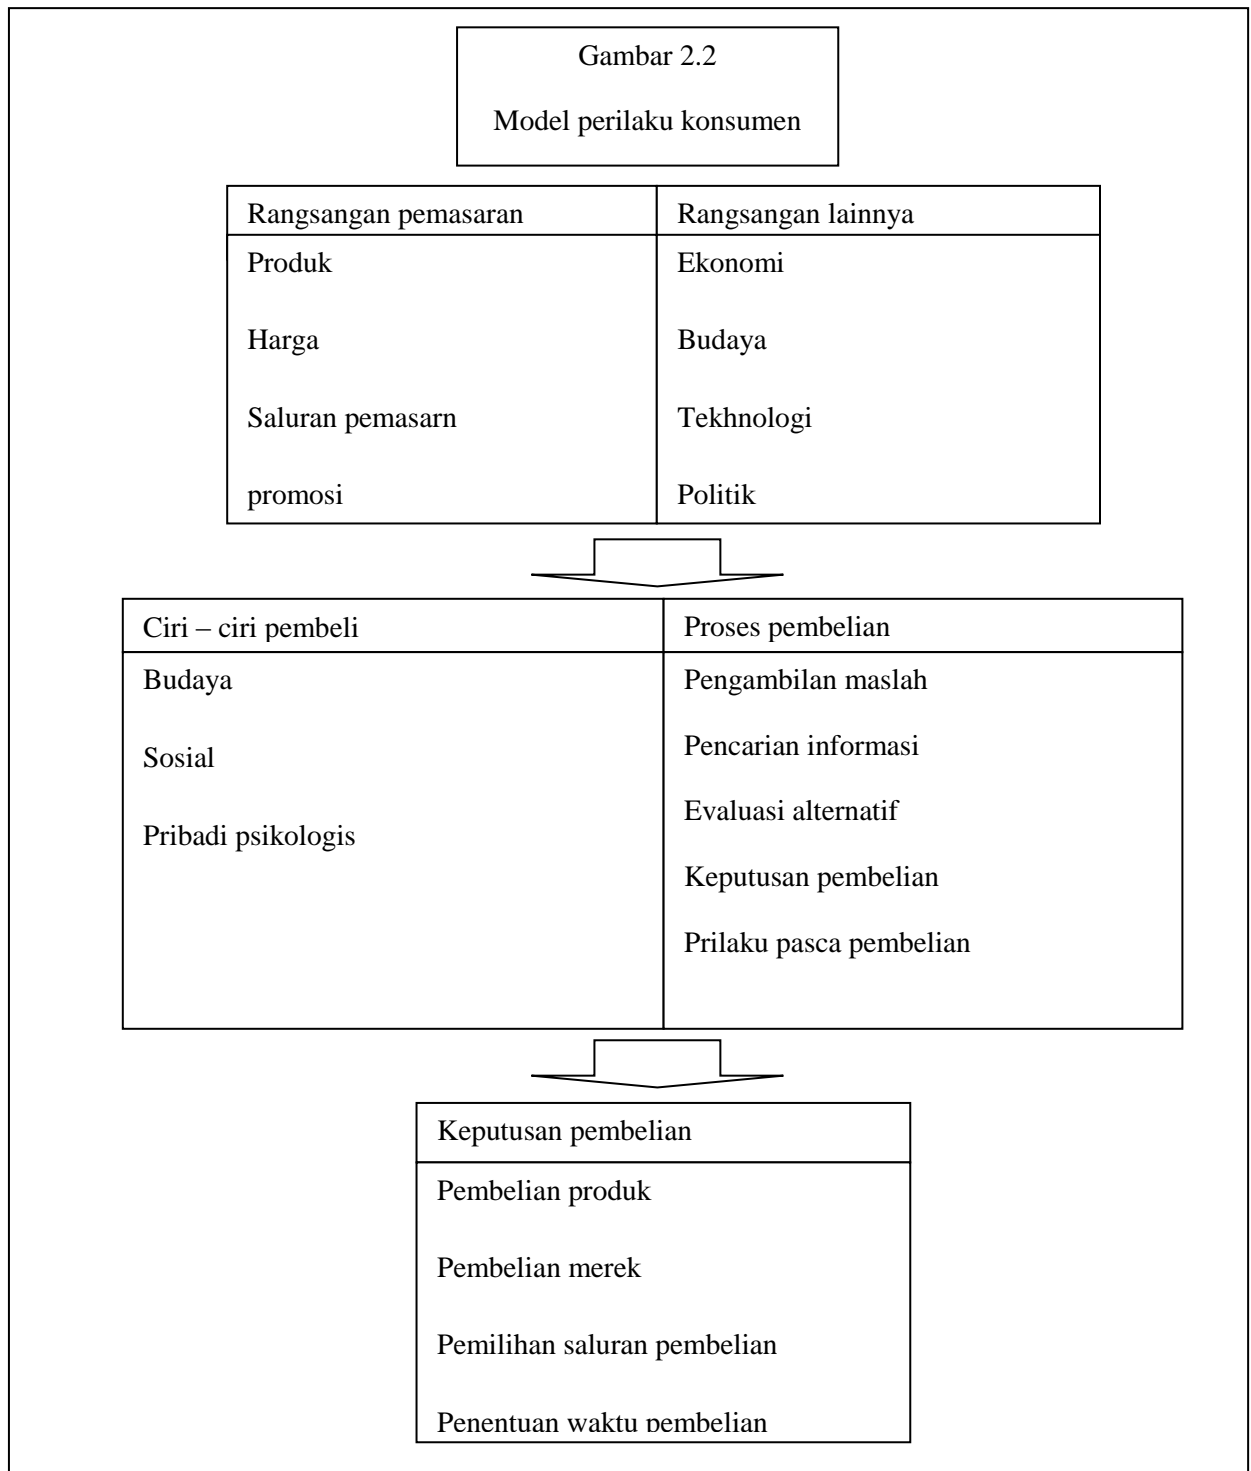 Gambar 2.2
Model perilaku konsumen
Rangsangan pemasaran
Rangsangan lainnya
Produk
Harga
Saluran pemasarn
promosi
Ekonomi
Budaya
Tekhnologi
Politik
Ciri – ciri pembeli
Proses pembelian
Budaya
Sosial
Pribadi psikologis
Pengambilan maslah
Pencarian informasi
Evaluasi alternatif
Keputusan pembelian
Prilaku pasca pembelian
Keputusan pembelian
Pembelian produk
Pembelian merek
Pemilihan saluran pembelian
Penentuan waktu pembelian